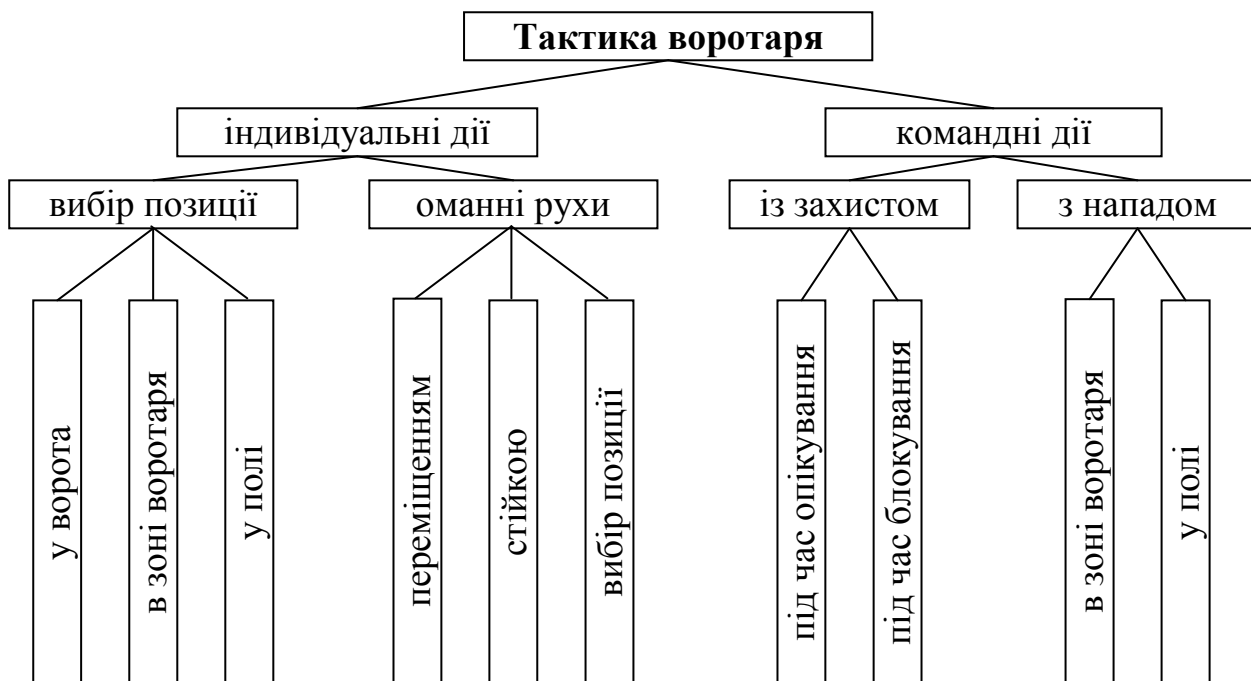 Тактика воротаря
індивідуальні дії
командні дії
вибір позиції
оманні рухи
із захистом
з нападом
у ворота
в зоні воротаря
у полі
переміщенням
стійкою
вибір позиції
під час опікування
під час блокування
в зоні воротаря
у полі